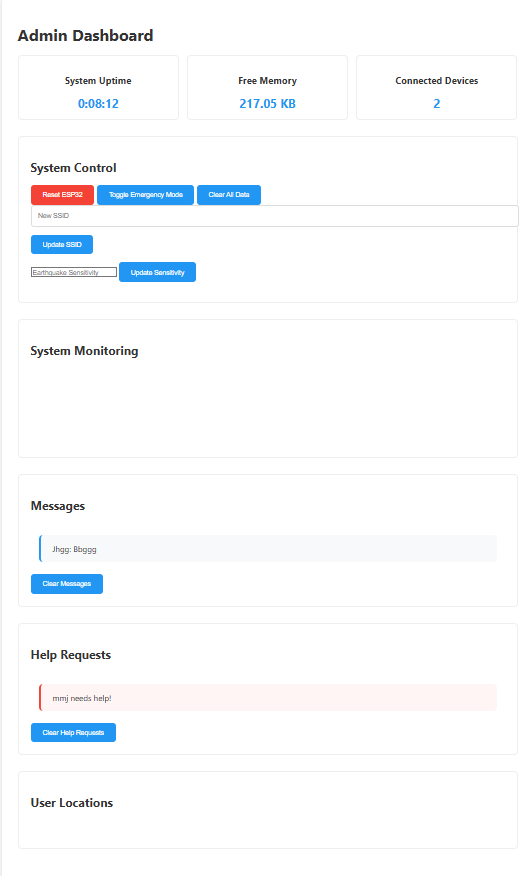 Admin Dashboard
System Uptime
0:08:12
Free Memory
217.05 KB
Connected Devices
2
System Control
Reset ESP32 Toggle Emergency Mode Clear All Data
New SSID
Update SSID
Earthquake Sensitivity Update Sensitivity
System Monitoring
Messages
Jhgg: Bbggg
Clear Messages
Help Requests
mmj needs help!
Clear Help Requests
User Locations